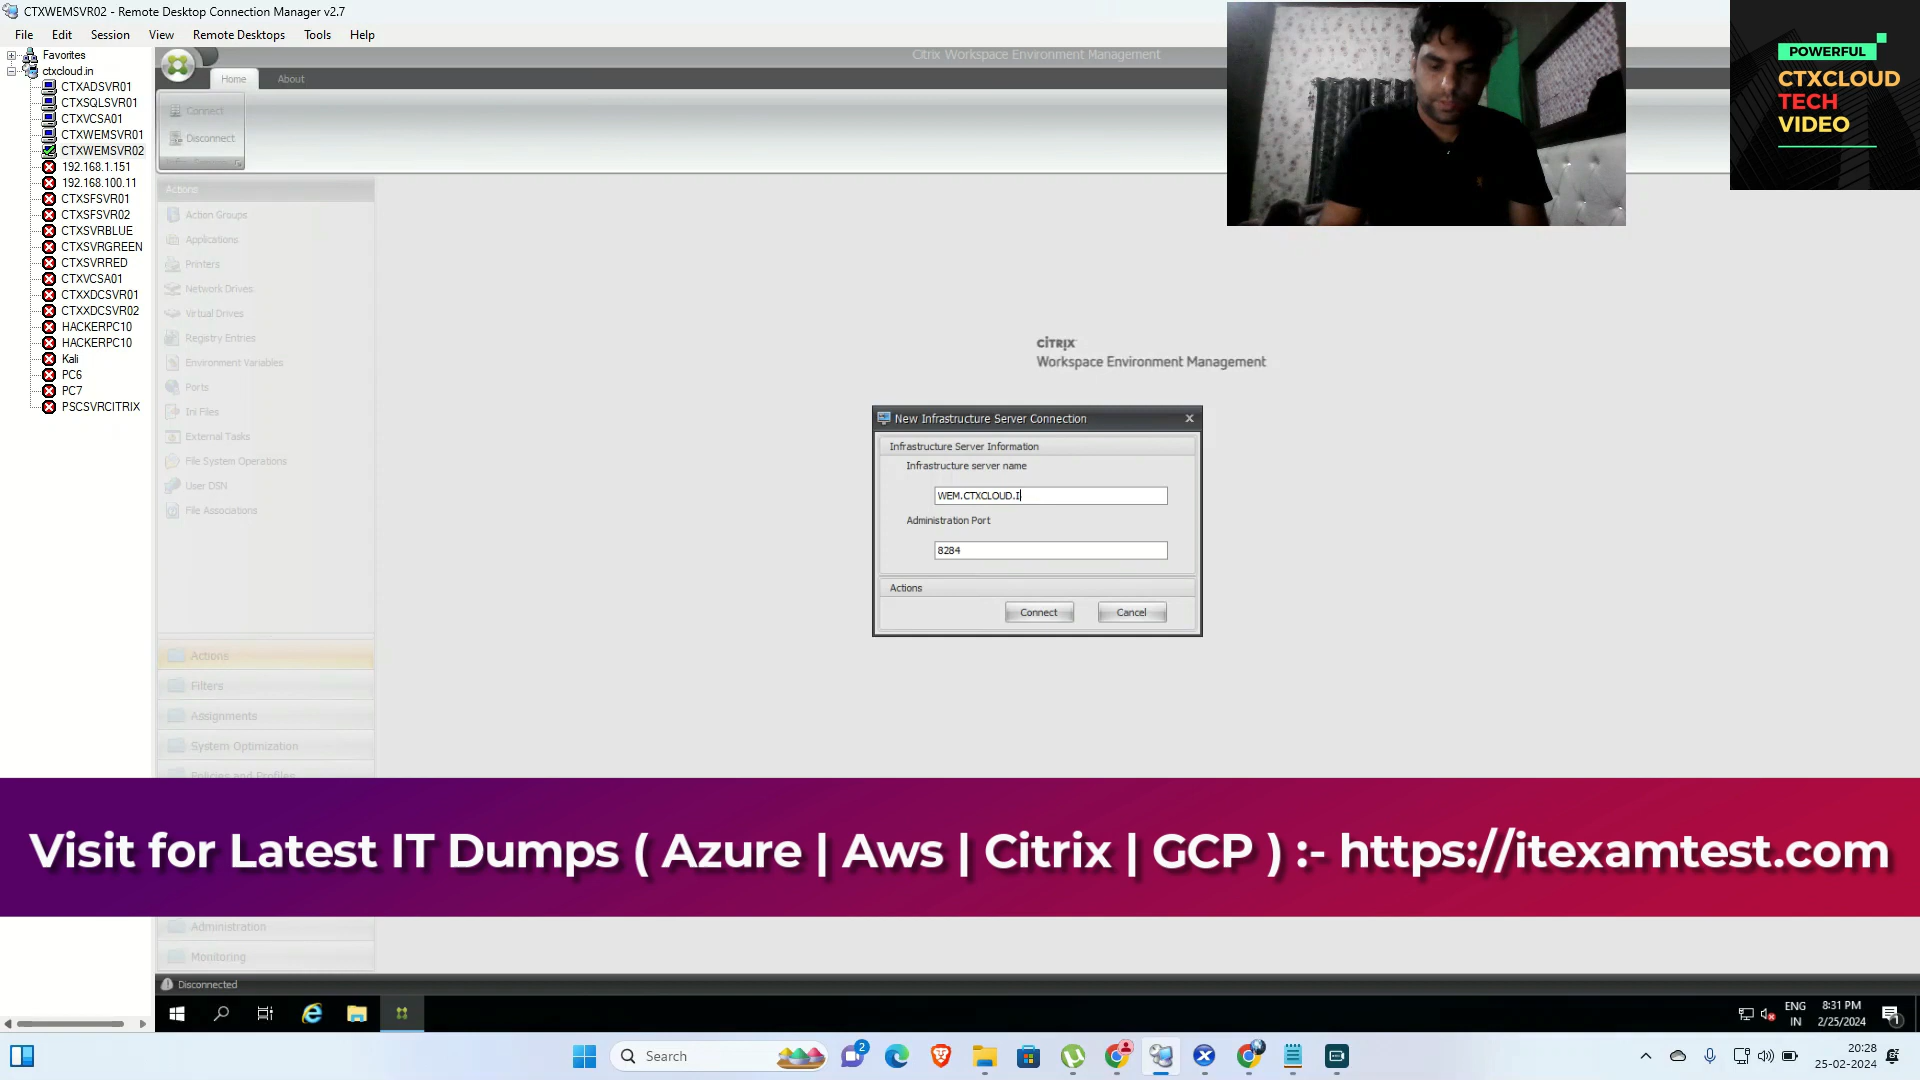 CTXWEMSVR02 - Remote Desktop Connection Manager v2.7
File Edit Session View Remote Desktops Tools Help
Favorites
ctxcloud.in
CTXADSVR01
CTXSQLSVR01
CTXVCSA01
CTXWEMSVR01
CTXWEMSVR02
192.168.1.151
192.168.100.11
CTXSFSVR01
CTXSFSVR02
CTXSVRBLUE
CTXSVRGREEN
CTXSVRRED
CTXVCSA01
CTXXDCSVR01
CTXXDCSVR02
HACKERPC10
HACKERPC10
Kali
PC6
PC7
PSCSVRCITRIX
Citrix Workspace Environment Management
Home About
Connect
Disconnect
Actions
Action Groups
Applications
Printers
Network Drives
Virtual Drives
Registry Entries
Environment Variables
Ports
Ini Files
External Tasks
File System Operations
User DSN
File Associations
Actions
Filters
Assignments
System Optimization
Policies and Profiles
Administration
Monitoring
Disconnected
POWERFUL
CTXCLOUD
TECH
VIDEO
citrix
Workspace Environment Management
New Infrastructure Server Connection
Infrastructure Server Information
Infrastructure server name
WEM.CTXCLOUD.I
Administration Port
8284
Actions
Connect Cancel
Visit for Latest IT Dumps ( Azure | Aws | Citrix | GCP ) :- https://itexamtest.com
ENG
IN
8:31 PM
2/25/2024
1
Search
2
20:28
25-02-2024